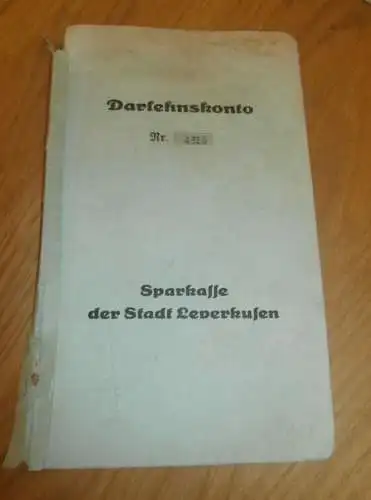 Darlehnskonto
Nr.
Sparkasse
der Stadt Leverkusen